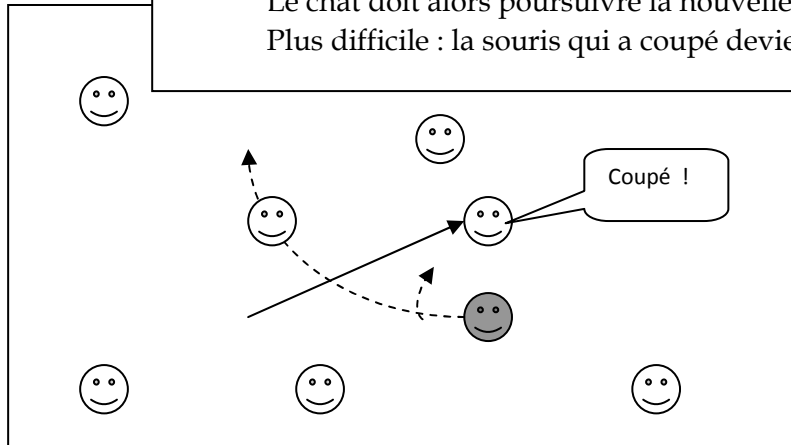 Le chat doit alors poursuivre la nouvelle
Plus difficile : la souris qui a coupé
Coupé !